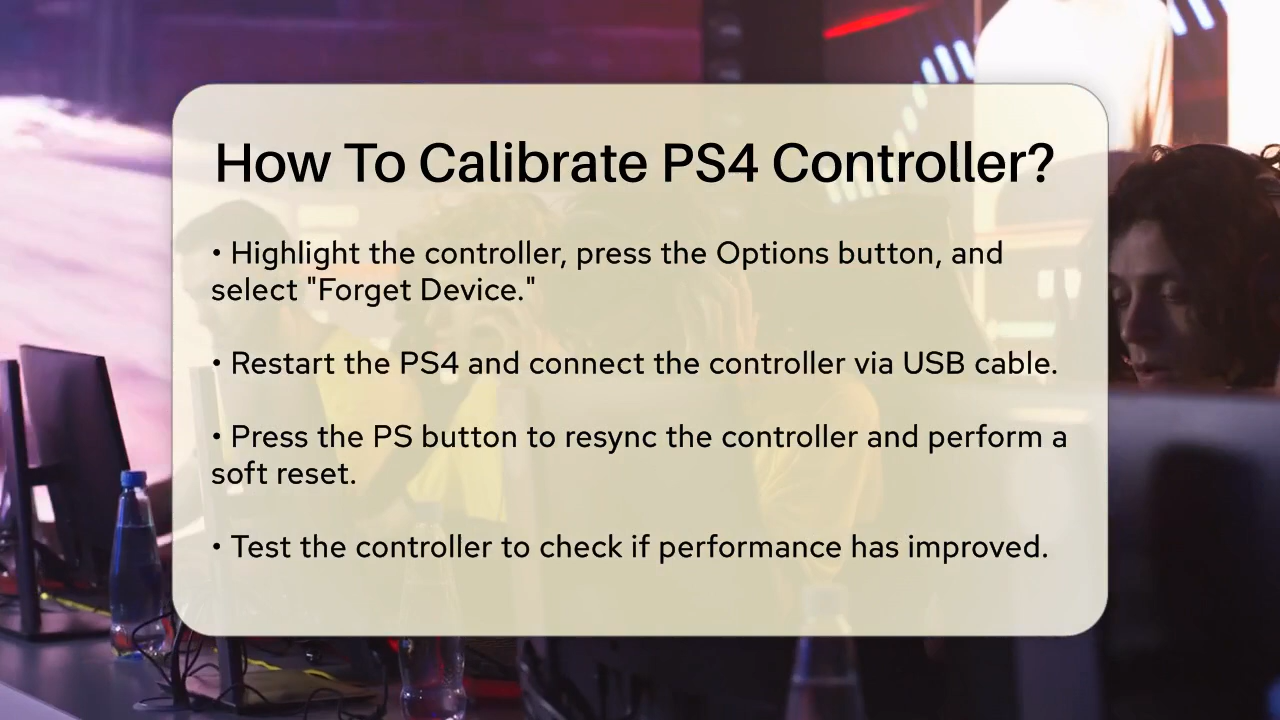 How To Calibrate PS4 Controller?
• Highlight the controller, press the Options button, and
select "Forget Device."
• Restart the PS4 and connect the controller via USB cable.
• Press the PS button to resync the controller and perform a
soft reset.
• Test the controller to check if performance has improved.